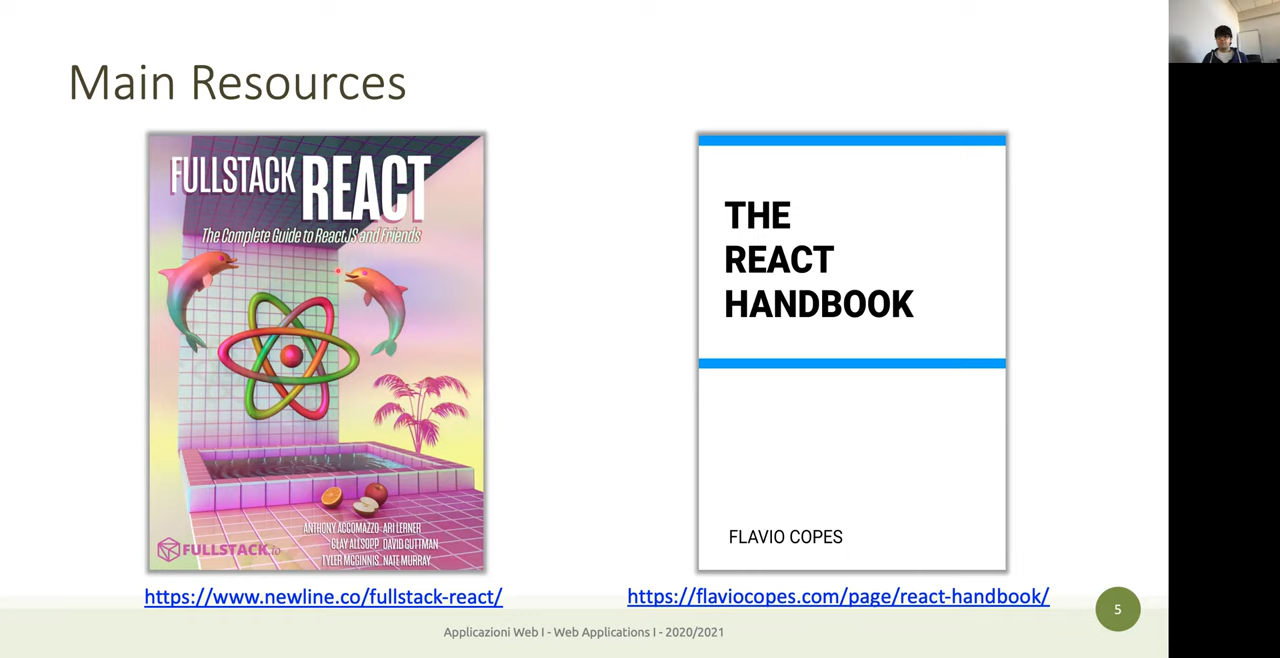 Main Resources
FULLSTACK REACT
The Complete Guide to ReactJS and Friends
ANTHONY ACCOMAZZO ARI LERNER
CLAY ALLSOPP DAVID GUTTMAN
TYLER MCGINNIS NATE MURRAY
FULLSTACK.io
https://www.newline.co/fullstack-react/
THE
REACT
HANDBOOK
FLAVIO COPES
https://flaviocopes.com/page/react-handbook/
5
Applicazioni Web I - Web Applications I - 2020/2021